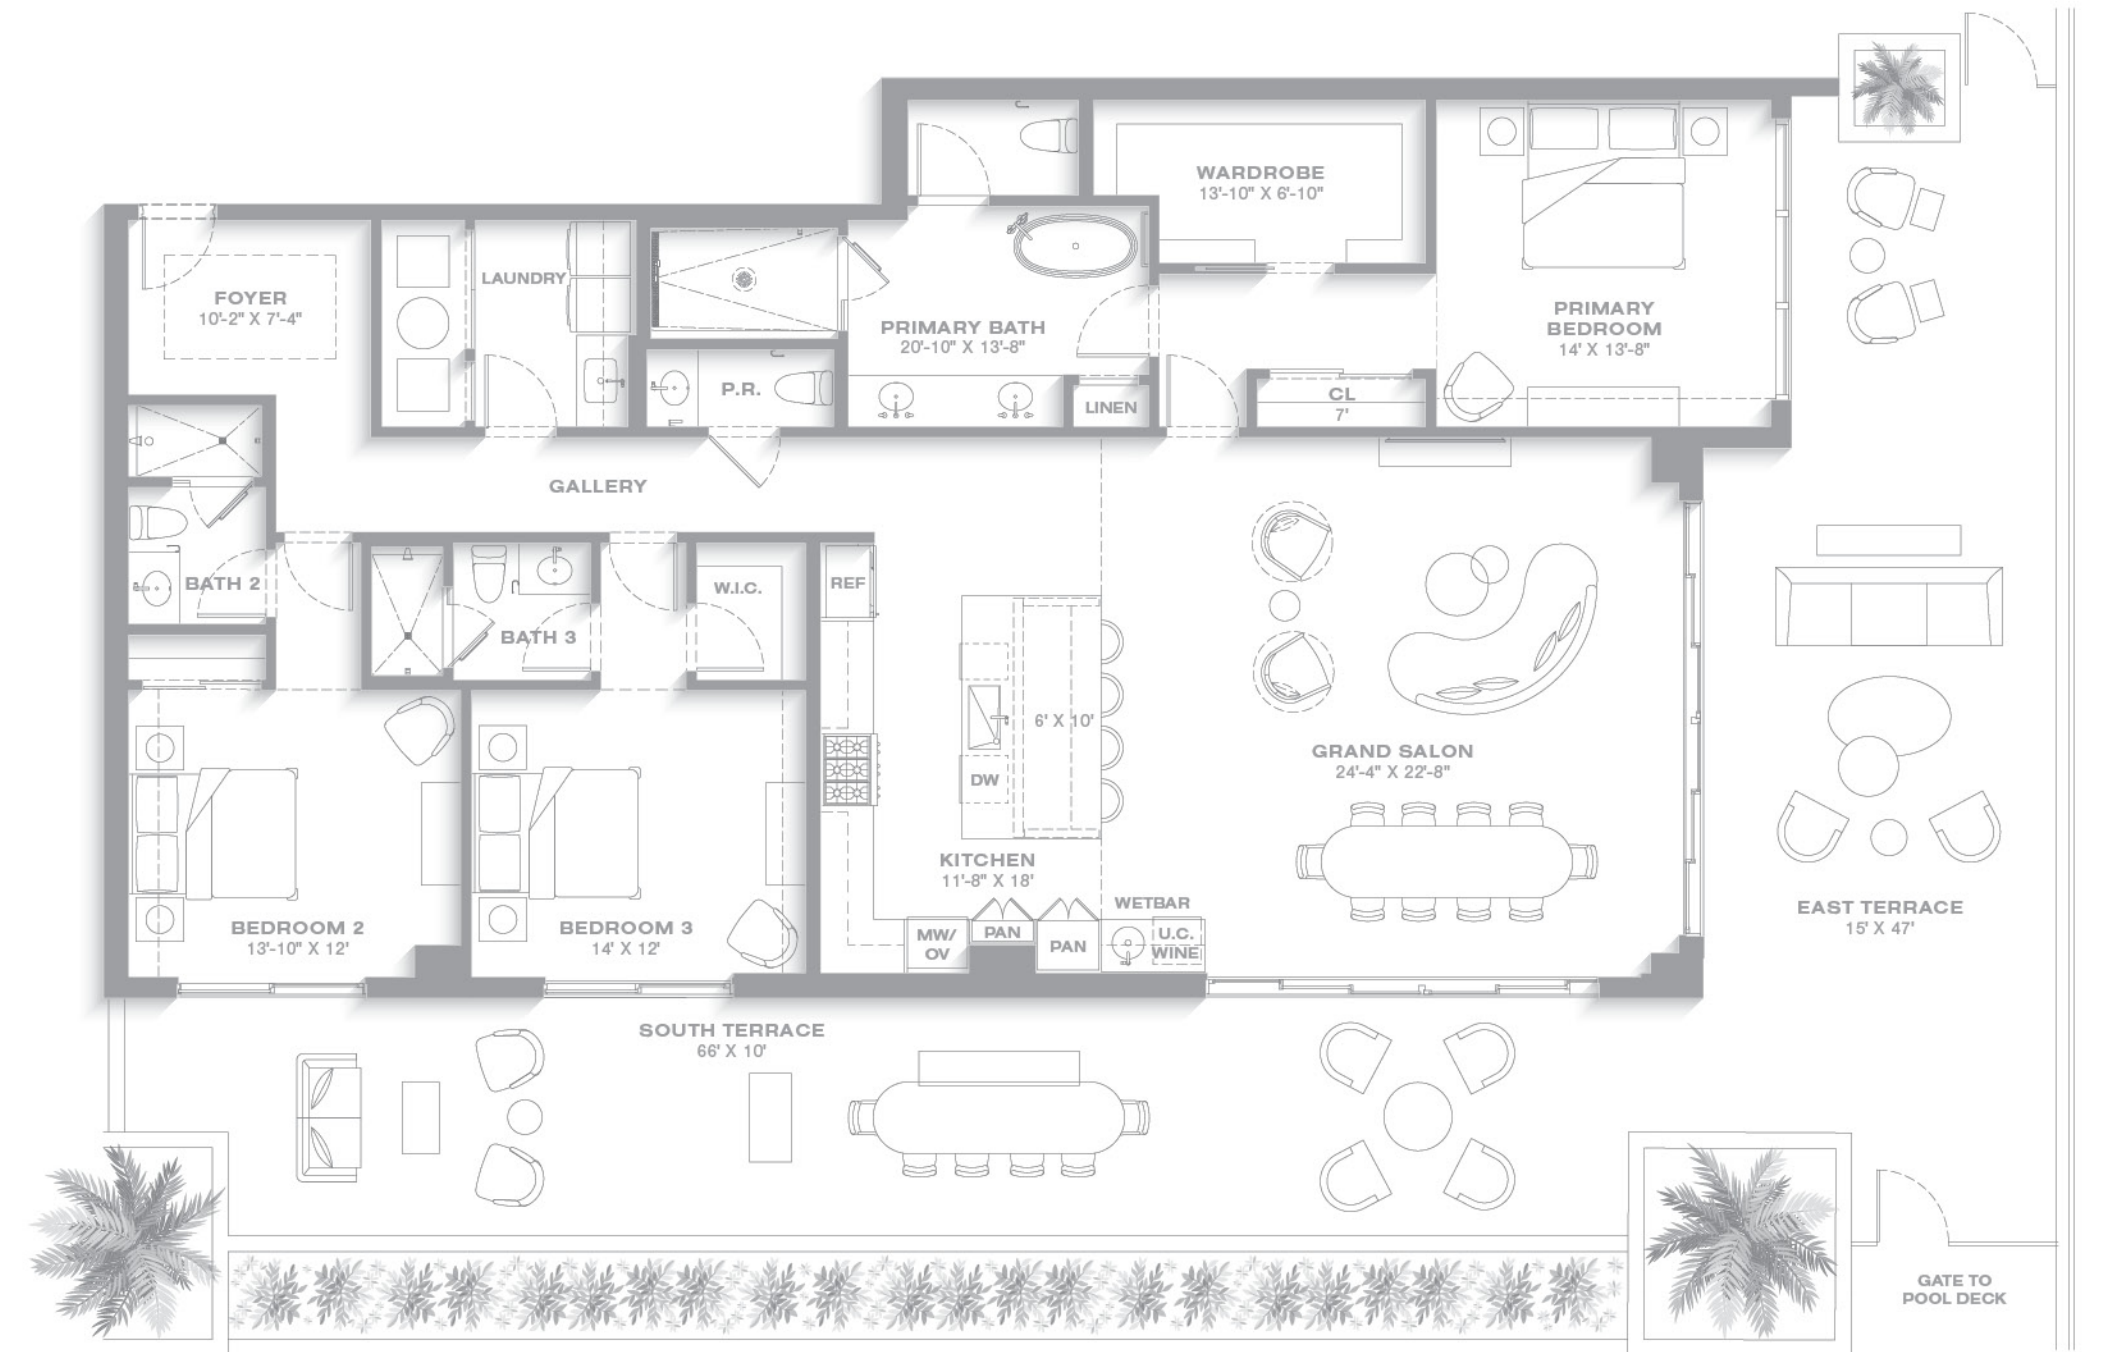 WARDROBE
13'-10" X 6'-10"
FOYER
10'-2" X 7'-4"
LAUNDRY
PRIMARY BATH
20'-10" X 13'-8"
PRIMARY
BEDROOM
14' X 13'-8"
P.R.
LINEN
CL
7'
GALLERY
BATH 2
BATH 3
W.I.C.
REF
6' X 10'
DW
GRAND SALON
24'-4" X 22'-8"
KITCHEN
11'-8" X 18'
WETBAR
BEDROOM 2
13'-10" X 12'
BEDROOM 3
14' X 12'
MW/
OV
PAN
PAN
U.C.
WINE
EAST TERRACE
15' X 47'
SOUTH TERRACE
66' X 10'
GATE TO
POOL DECK